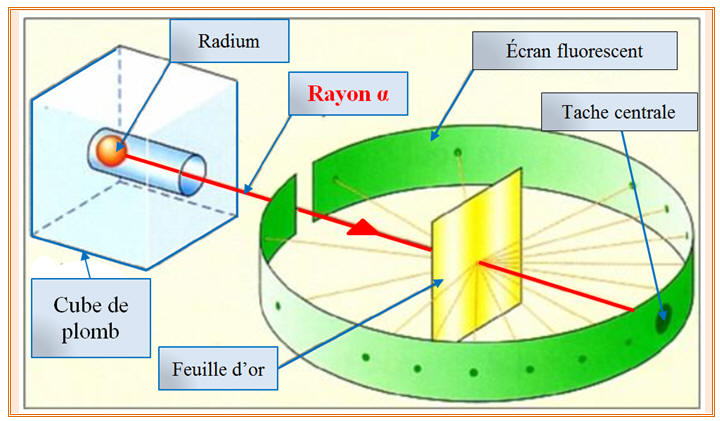 Radium
Écran fluorescent
Rayon α
Tache centrale
Cube de
plomb
Feuille d'or